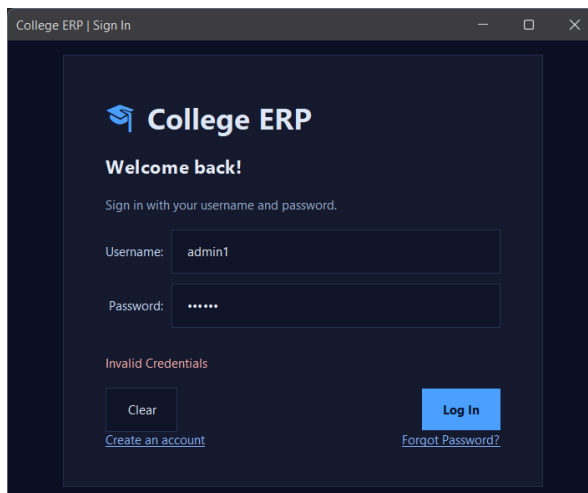 College ERP | Sign In
College ERP
Welcome back!
Sign in with your username and password.
Username: admin1
Password: ••••••
Invalid Credentials
Clear Log In
Create an account Forgot Password?